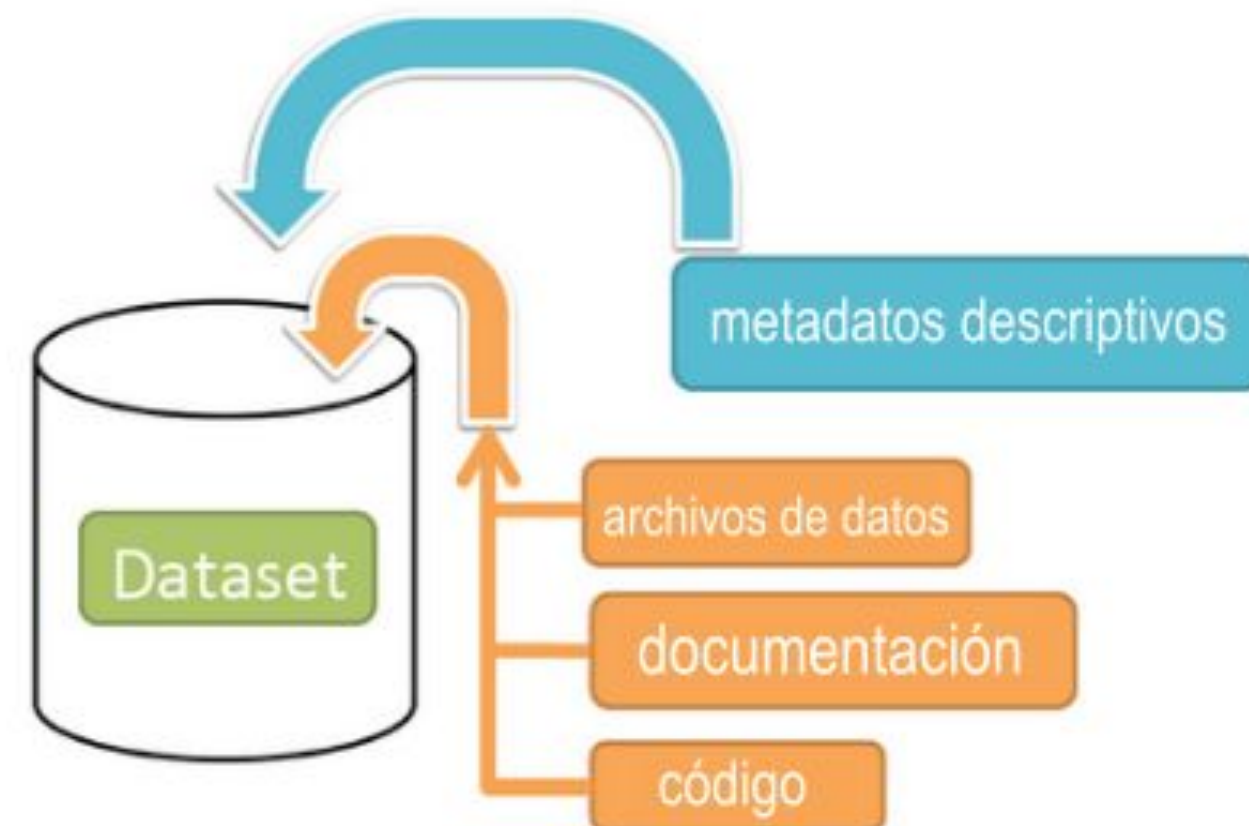 metadatos descriptivos
archivos de datos
Dataset
documentación
código